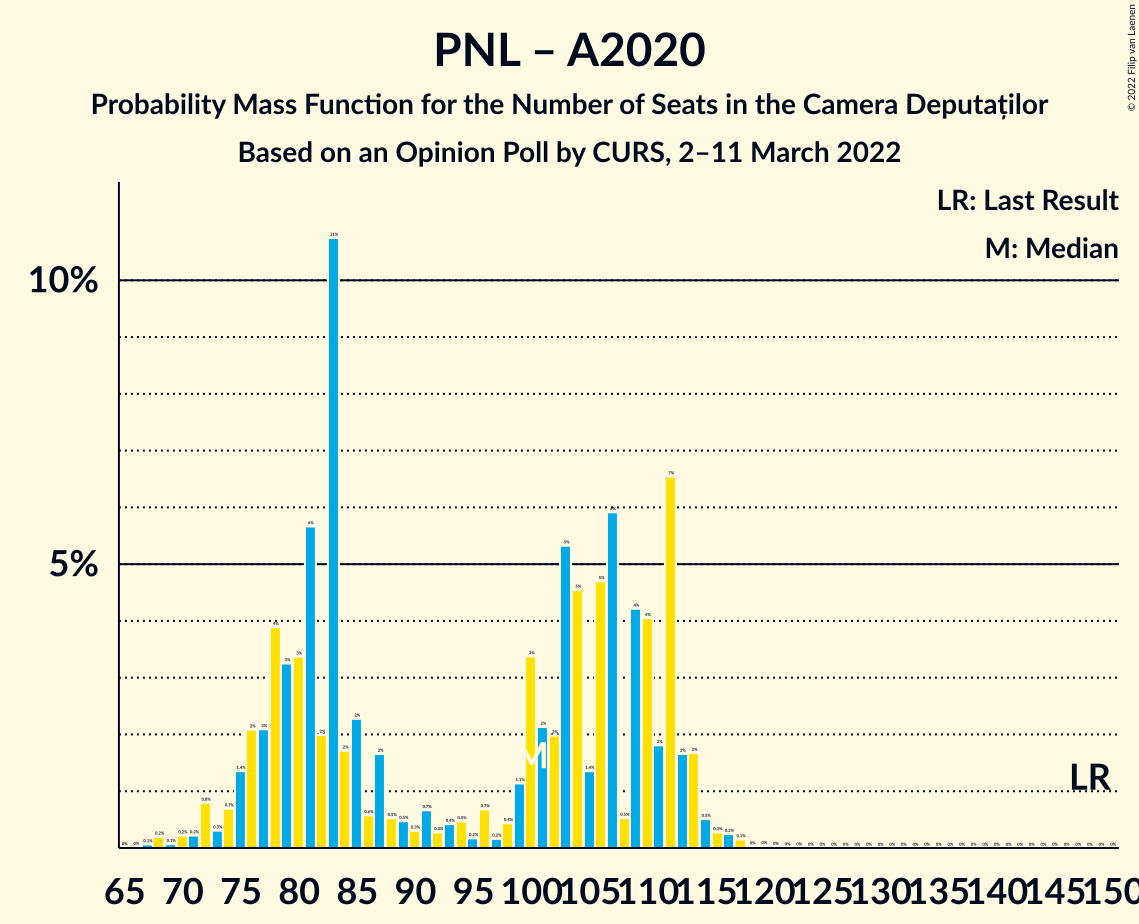 PNL – A2020
Probability Mass Function for the Number of Seats in the Camera Deputaților
Based on an Opinion Poll by CURS, 2–11 March 2022
© 2022 Filip van Laenen
LR: Last Result
M: Median
10%
5%
M
LR
65 70 75 80 85 90 95 100 105 110 115 120 125 130 135 140 145 150